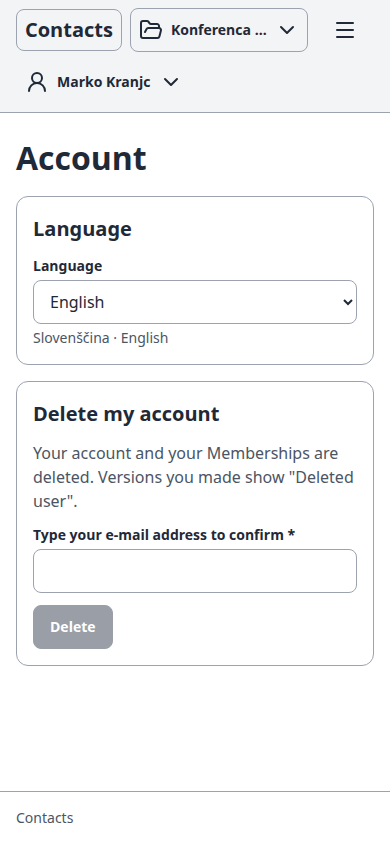 Contacts
Konferenca ...
Marko Kranjc
Account
Language
Language
English
Slovenščina · English
Delete my account
Your account and your Memberships are
deleted. Versions you made show "Deleted
user".
Type your e-mail address to confirm *
Delete
Contacts